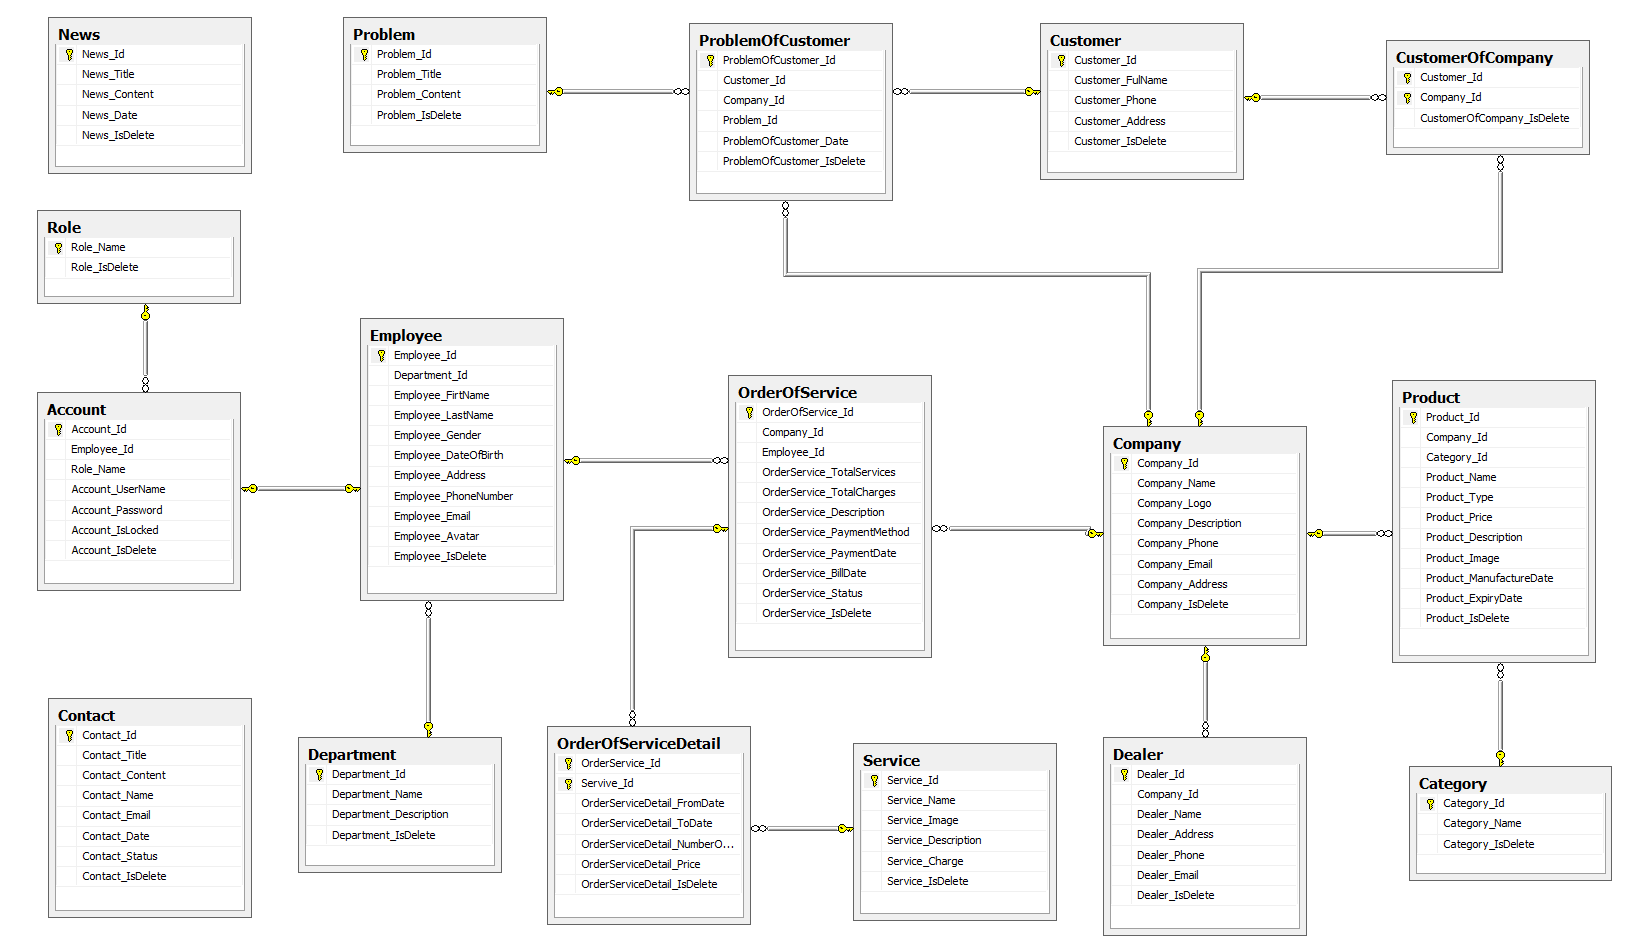 News
News_Id
News_Title
News_Content
News_Date
News_IsDelete
Problem
Problem_Id
Problem_Title
Problem_Content
Problem_IsDelete
ProblemOfCustomer
ProblemOfCustomer_Id
Customer_Id
Company_Id
Problem_Id
ProblemOfCustomer_Date
ProblemOfCustomer_IsDelete
Customer
Customer_Id
Customer_FulName
Customer_Phone
Customer_Address
Customer_IsDelete
CustomerOfCompany
Customer_Id
Company_Id
CustomerOfCompany_IsDelete
Role
Role_Name
Role_IsDelete
Account
Account_Id
Employee_Id
Role_Name
Account_UserName
Account_Password
Account_IsLocked
Account_IsDelete
Employee
Employee_Id
Department_Id
Employee_FirtName
Employee_LastName
Employee_Gender
Employee_DateOfBirth
Employee_Address
Employee_PhoneNumber
Employee_Email
Employee_Avatar
Employee_IsDelete
OrderOfService
OrderOfService_Id
Company_Id
Employee_Id
OrderService_TotalServices
OrderService_TotalCharges
OrderService_Description
OrderService_PaymentMethod
OrderService_PaymentDate
OrderService_BillDate
OrderService_Status
OrderService_IsDelete
Company
Company_Id
Company_Name
Company_Logo
Company_Description
Company_Phone
Company_Email
Company_Address
Company_IsDelete
Product
Product_Id
Company_Id
Category_Id
Product_Name
Product_Type
Product_Price
Product_Description
Product_Image
Product_ManufactureDate
Product_ExpiryDate
Product_IsDelete
Contact
Contact_Id
Contact_Title
Contact_Content
Contact_Name
Contact_Email
Contact_Date
Contact_Status
Contact_IsDelete
Department
Department_Id
Department_Name
Department_Description
Department_IsDelete
OrderOfServiceDetail
OrderService_Id
Servive_Id
OrderServiceDetail_FromDate
OrderServiceDetail_ToDate
OrderServiceDetail_NumberO...
OrderServiceDetail_Price
OrderServiceDetail_IsDelete
Service
Service_Id
Service_Name
Service_Image
Service_Description
Service_Charge
Service_IsDelete
Dealer
Dealer_Id
Company_Id
Dealer_Name
Dealer_Address
Dealer_Phone
Dealer_Email
Dealer_IsDelete
Category
Category_Id
Category_Name
Category_IsDelete